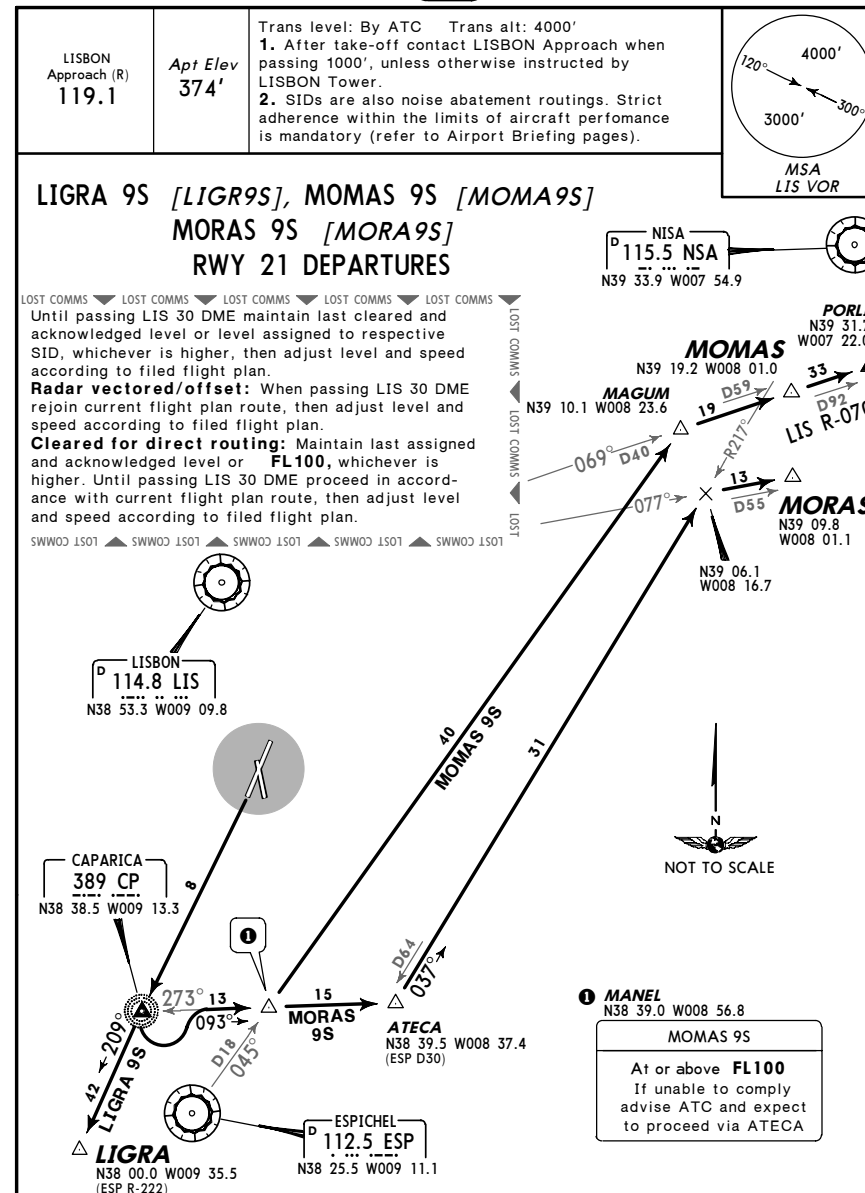 LISBON
Approach (R)
119.1
Apt Elev
374'
Trans level: By ATC Trans alt: 4000'
1. After take-off contact LISBON Approach when
passing 1000', unless otherwise instructed by
LISBON Tower.
2. SIDs are also noise abatement routings. Strict
adherence within the limits of aircraft perfomance
is mandatory (refer to Airport Briefing pages).
120°
4000'
3000'
300°
MSA
LIS VOR
LIGRA 9S [LIGR9S], MOMAS 9S [MOMA9S]
MORAS 9S [MORA9S]
RWY 21 DEPARTURES
NISA
D 115.5 NSA
N39 33.9 W007 54.9
LOST COMMS LOST COMMS LOST COMMS LOST COMMS LOST COMMS
Until passing LIS 30 DME maintain last cleared and
acknowledged level or level assigned to respective
SID, whichever is higher, then adjust level and speed
according to filed flight plan.
Radar vectored/offset: When passing LIS 30 DME
rejoin current flight plan route, then adjust level and
speed according to filed flight plan.
Cleared for direct routing: Maintain last assigned
and acknowledged level or FL100, whichever is
higher. Until passing LIS 30 DME proceed in accord-
ance with current flight plan route, then adjust level
and speed according to filed flight plan.
LOST COMMS LOST COMMS LOST
LOST COMMS LOST COMMS LOST COMMS LOST COMMS LOST COMMS
N39 31.
W007 22.
MOMAS
N39 19.2 W008 01.0
MAGUM
N39 10.1 W008 23.6
33
D92
LIS
D59
19
R217°
069° D40
077°
13
D55
MORAS
N39 09.8
W008 01.1
N39 06.1
W008 16.7
LISBON
D 114.8 LIS
N38 53.3 W009 09.8
40
MOMAS 9S
31
N
NOT TO SCALE
CAPARICA
389 CP
N38 38.5 W009 13.3
8
1
273° 13
093°
15
MORAS
9S
D64
037°
ATECA
N38 39.5 W008 37.4
(ESP D30)
209°
42
LIGRA 9S
D18
045°
LIGRA
N38 00.0 W009 35.5
(ESP R-222)
ESPICHEL
D 112.5 ESP
N38 25.5 W009 11.1
1 MANEL
N38 39.0 W008 56.8
MOMAS 9S
At or above FL100
If unable to comply
advise ATC and expect
to proceed via ATECA